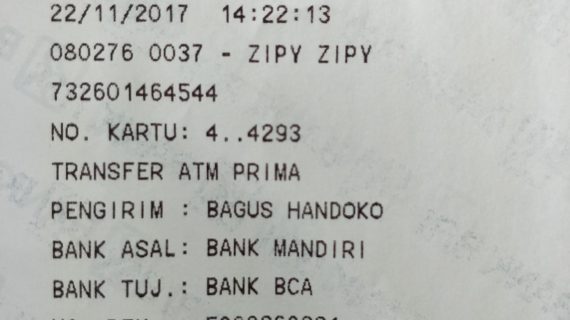 22/11/2017 14:22:13
080276 0037 - ZIPY ZIPY
732601464544
NO. KARTU: 4..4293
TRANSFER ATM PRIMA
PENGIRIM : BAGUS HANDOKO
BANK ASAL: BANK MANDIRI
BANK TUJ.: BANK BCA